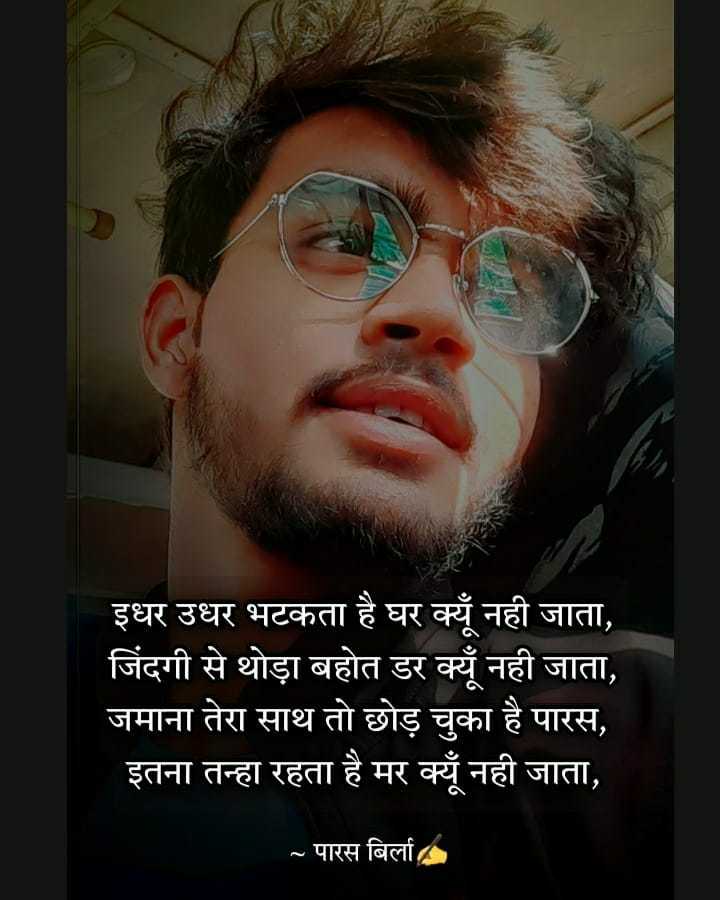 इधर उधर भटकता है घर क्यूँ नही जाता,
जिंदगी से थोड़ा बहोत डर क्यूँ नही जाता,
जमाना तेरा साथ तो छोड़ चुका है पारस,
इतना तन्हा रहता है मर क्यूँ नही जाता,
~ पारस बिर्ला✍️